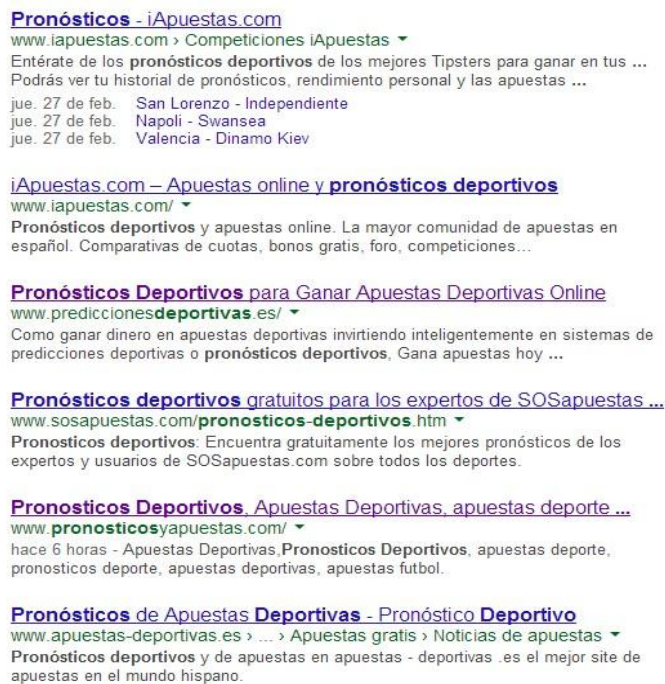 Pronósticos - iApuestas.com
www.iapuestas.com › Competiciones iApuestas
Entérate de los pronósticos deportivos de los mejores Tipsters para ganar en tus ...
Podrás ver tu historial de pronósticos, rendimiento personal y las apuestas ...
jue. 27 de feb. San Lorenzo - Independiente
jue. 27 de feb. Napoli - Swansea
jue. 27 de feb. Valencia - Dinamo Kiev
iApuestas.com – Apuestas online y pronósticos deportivos
www.iapuestas.com/
Pronósticos deportivos y apuestas online. La mayor comunidad de apuestas en
español. Comparativas de cuotas, bonos gratis, foro, competiciones...
Pronósticos Deportivos para Ganar Apuestas Deportivas Online
www.prediccionesdeportivas.es/
Como ganar dinero en apuestas deportivas invirtiendo inteligentemente en sistemas de
predicciones deportivas o pronósticos deportivos, Gana apuestas hoy ...
Pronósticos deportivos gratuitos para los expertos de SOSapuestas ...
www.sosapuestas.com/pronosticos-deportivos.htm
Pronosticos deportivos: Encuentra gratuitamente los mejores pronósticos de los
expertos y usuarios de SOSapuestas.com sobre todos los deportes.
Pronosticos Deportivos, Apuestas Deportivas, apuestas deporte ...
www.pronosticosyapuestas.com/
hace 6 horas - Apuestas Deportivas,Pronosticos Deportivos, apuestas deporte,
pronosticos deporte, apuestas deportivas, apuestas futbol.
Pronósticos de Apuestas Deportivas - Pronóstico Deportivo
www.apuestas-deportivas.es › ... › Apuestas gratis › Noticias de apuestas
Pronósticos deportivos y de apuestas en apuestas - deportivas .es el mejor site de
apuestas en el mundo hispano.